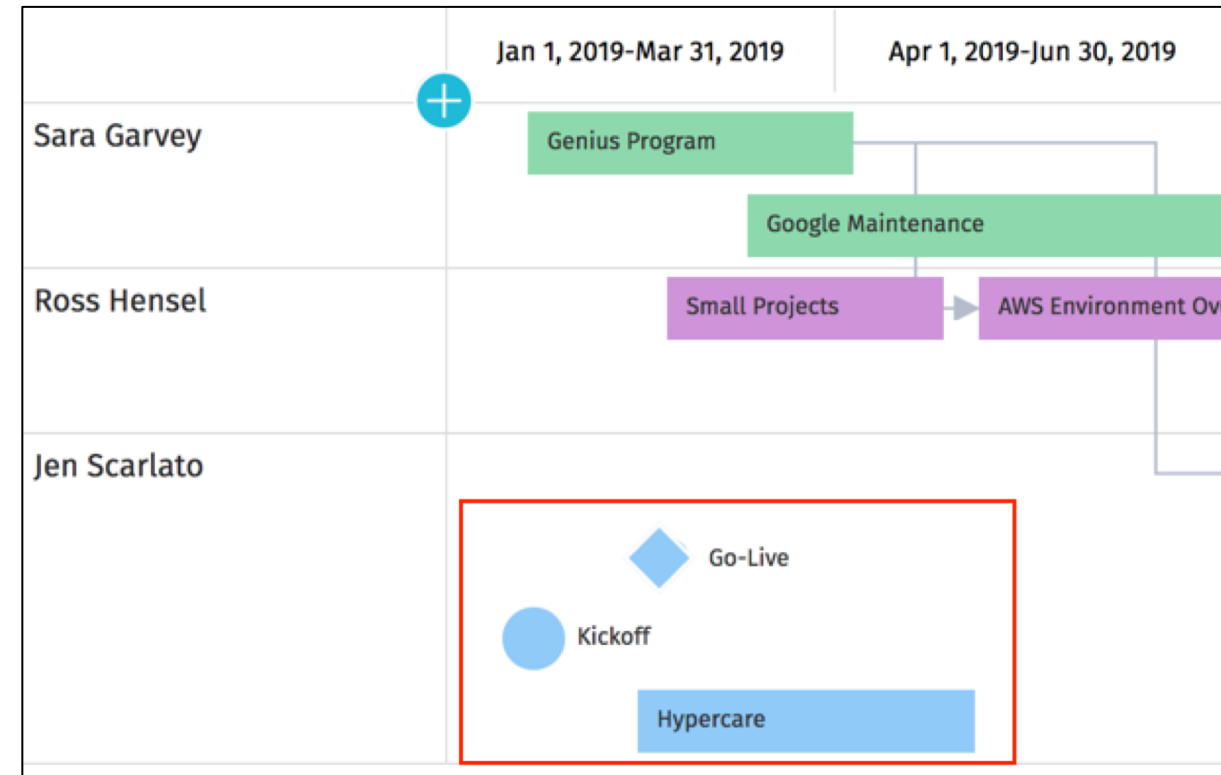 Jan 1, 2019-Mar 31, 2019 Apr 1, 2019-Jun 30, 2019
Sara Garvey
Genius Program
Google Maintenance
Ross Hensel
Small Projects
AWS Environment
Jen Scarlato
Go-Live
Kickoff
Hypercare